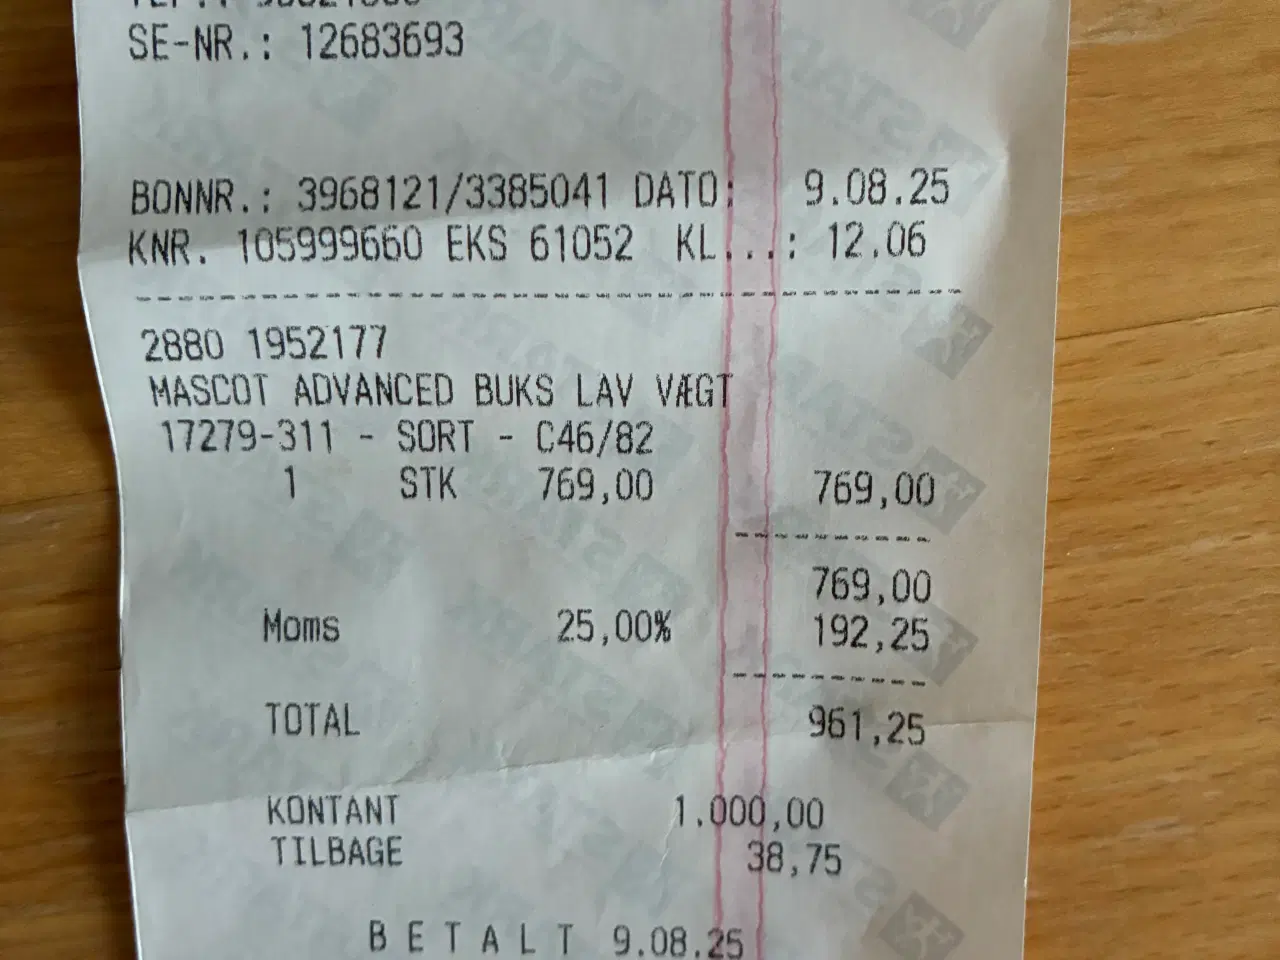 SE-NR.: 12683693
BONNR.: 3968121/3385041 DATO: 9.08.25
KNR. 105999660 EKS 61052 KL...: 12.06
2880 1952177
MASCOT ADVANCED BUKS LAV VÆGT
17279-311 - SORT - C46/82
1 STK 769,00 769,00
769,00
Moms 25,00% 192,25
TOTAL 961,25
KONTANT 1.000,00
TILBAGE 38,75
BETALT 9.08.25